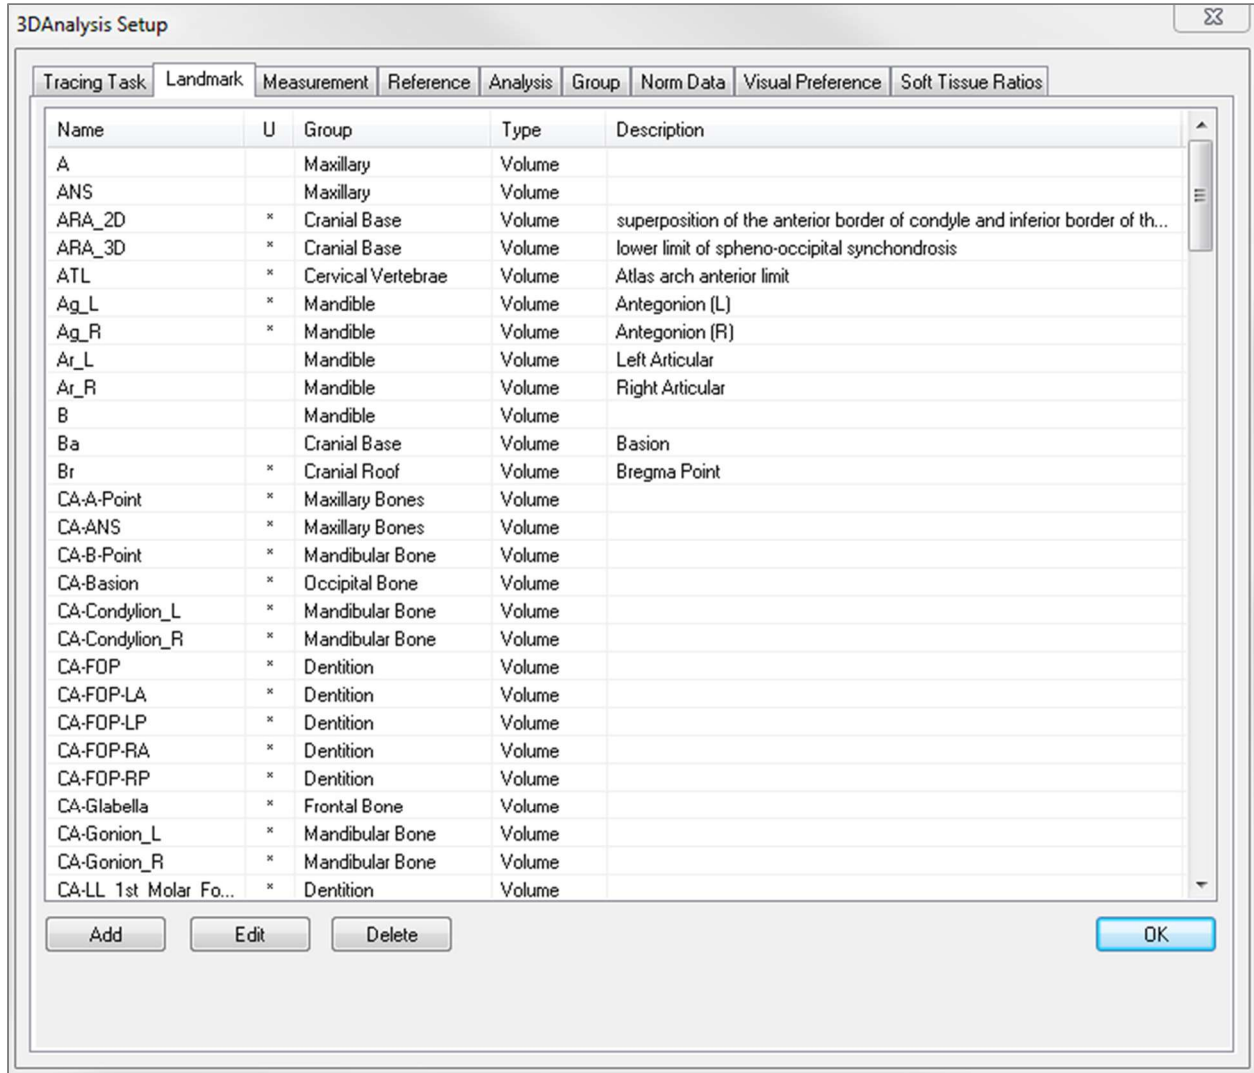 3DAnalysis Setup
Tracing Task Landmark Measurement Reference Analysis Group Norm Data Visual Preference Soft Tissue Ratios
Name U Group Type Description
A Maxillary Volume
ANS Maxillary Volume
ARA_2D * Cranial Base Volume superposition of the anterior border of condyle and inferior border of th...
ARA_3D * Cranial Base Volume lower limit of spheno-occipital synchondrosis
ATL * Cervical Vertebrae Volume Atlas arch anterior limit
Ag_L * Mandible Volume Antegonion (L)
Ag_R * Mandible Volume Antegonion (R)
Ar_L Mandible Volume Left Articular
Ar_R Mandible Volume Right Articular
B Mandible Volume
Ba Cranial Base Volume Basion
Br * Cranial Roof Volume Bregma Point
CA-A-Point * Maxillary Bones Volume
CA-ANS * Maxillary Bones Volume
CA-B-Point * Mandibular Bone Volume
CA-Basion * Occipital Bone Volume
CA-Condylion_L * Mandibular Bone Volume
CA-Condylion_R * Mandibular Bone Volume
CA-FOP * Dentition Volume
CA-FOP-LA * Dentition Volume
CA-FOP-LP * Dentition Volume
CA-FOP-RA * Dentition Volume
CA-FOP-RP * Dentition Volume
CA-Glabella * Frontal Bone Volume
CA-Gonion_L * Mandibular Bone Volume
CA-Gonion_R * Mandibular Bone Volume
CA-LL 1st Molar Fo... * Dentition Volume
Add Edit Delete OK